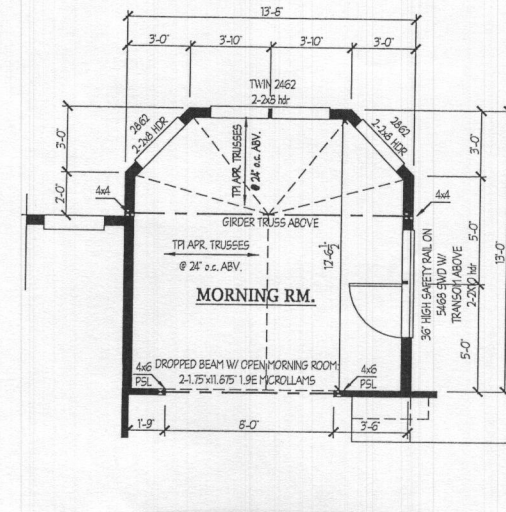 13'-6"
3'-0" 3'-10" 3'-10" 3'-0"
TWIN 2462
2-2x8 hdr
2862
2-2x8 HDR
2862
2-2x8 HDR
3'-0"
3'-0"
TPI APR. TRUSSES
@ 24" o.c. ABV.
2'-0"
4x4
4x4
GIRDER TRUSS ABOVE
TPI APR. TRUSSES
@ 24" o.c. ABV.
12'-6 1/2
5'-0"
13'-0"
36" HIGH SAFETY RAIL ON
5468 SWD W/
TRANSOM ABOVE
2-2X10 hdr
MORNING RM.
5'-0"
DROPPED BEAM W/ OPEN MORNING ROOM:
2-1.75"x11.875" 1.9E MICROLLAMS
4x6
PSL
4x6
PSL
1'-9" 8'-0" 3'-6"